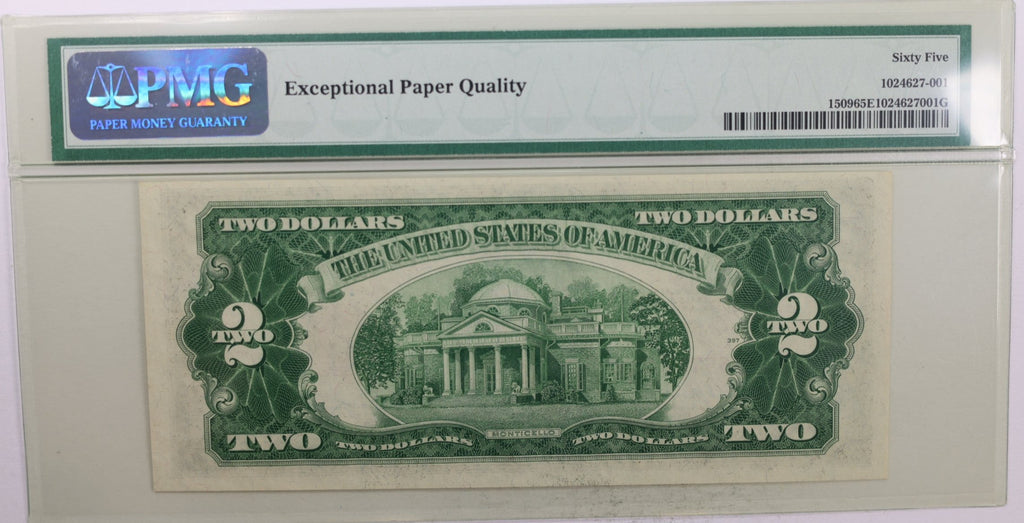 PMG
PAPER MONEY GUARANTY
Exceptional Paper Quality
Sixty Five
1024627-001
150965E1024627001G
TWO DOLLARS
TWO DOLLARS
THE UNITED STATES OF AMERICA
2
TWO
2
TWO
397
MONTICELLO
TWO
TWO DOLLARS
TWO DOLLARS
TWO